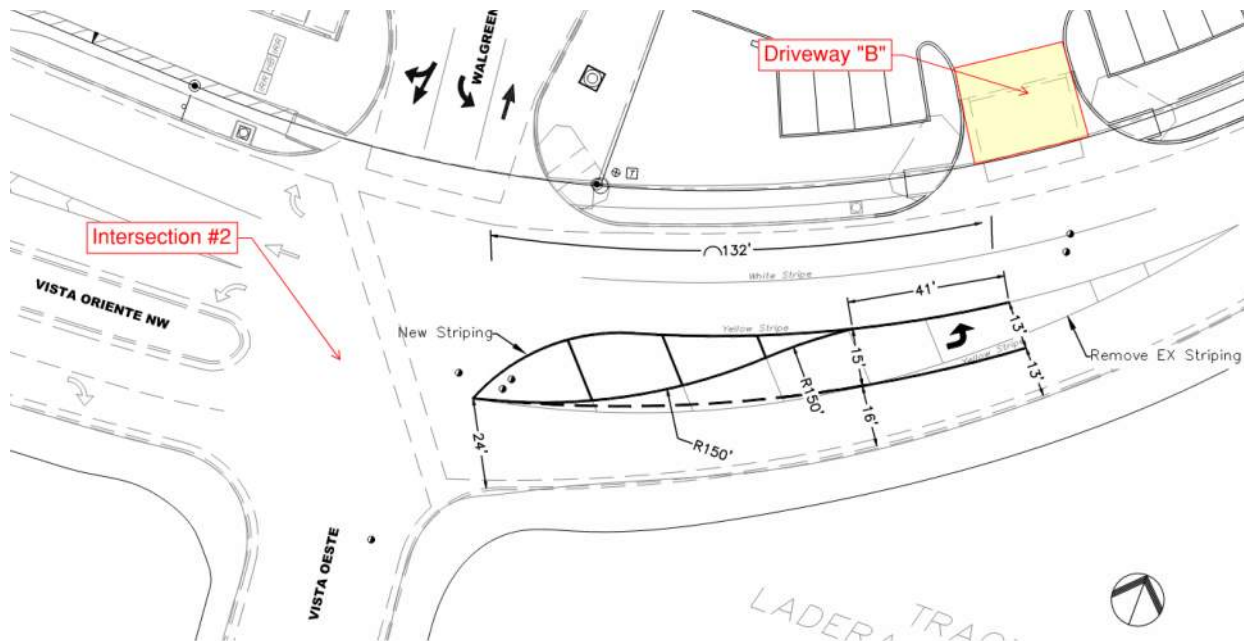 WALGREEN
Driveway "B"
Intersection #2
VISTA ORIENTE NW
132'
White Stripe
41'
New Striping
Yellow Stripe
13'
15'
Yellow Stripe
Remove EX Striping
13'
R150'
16'
R150'
24'
VISTA OESTE
LADERA
TRAC